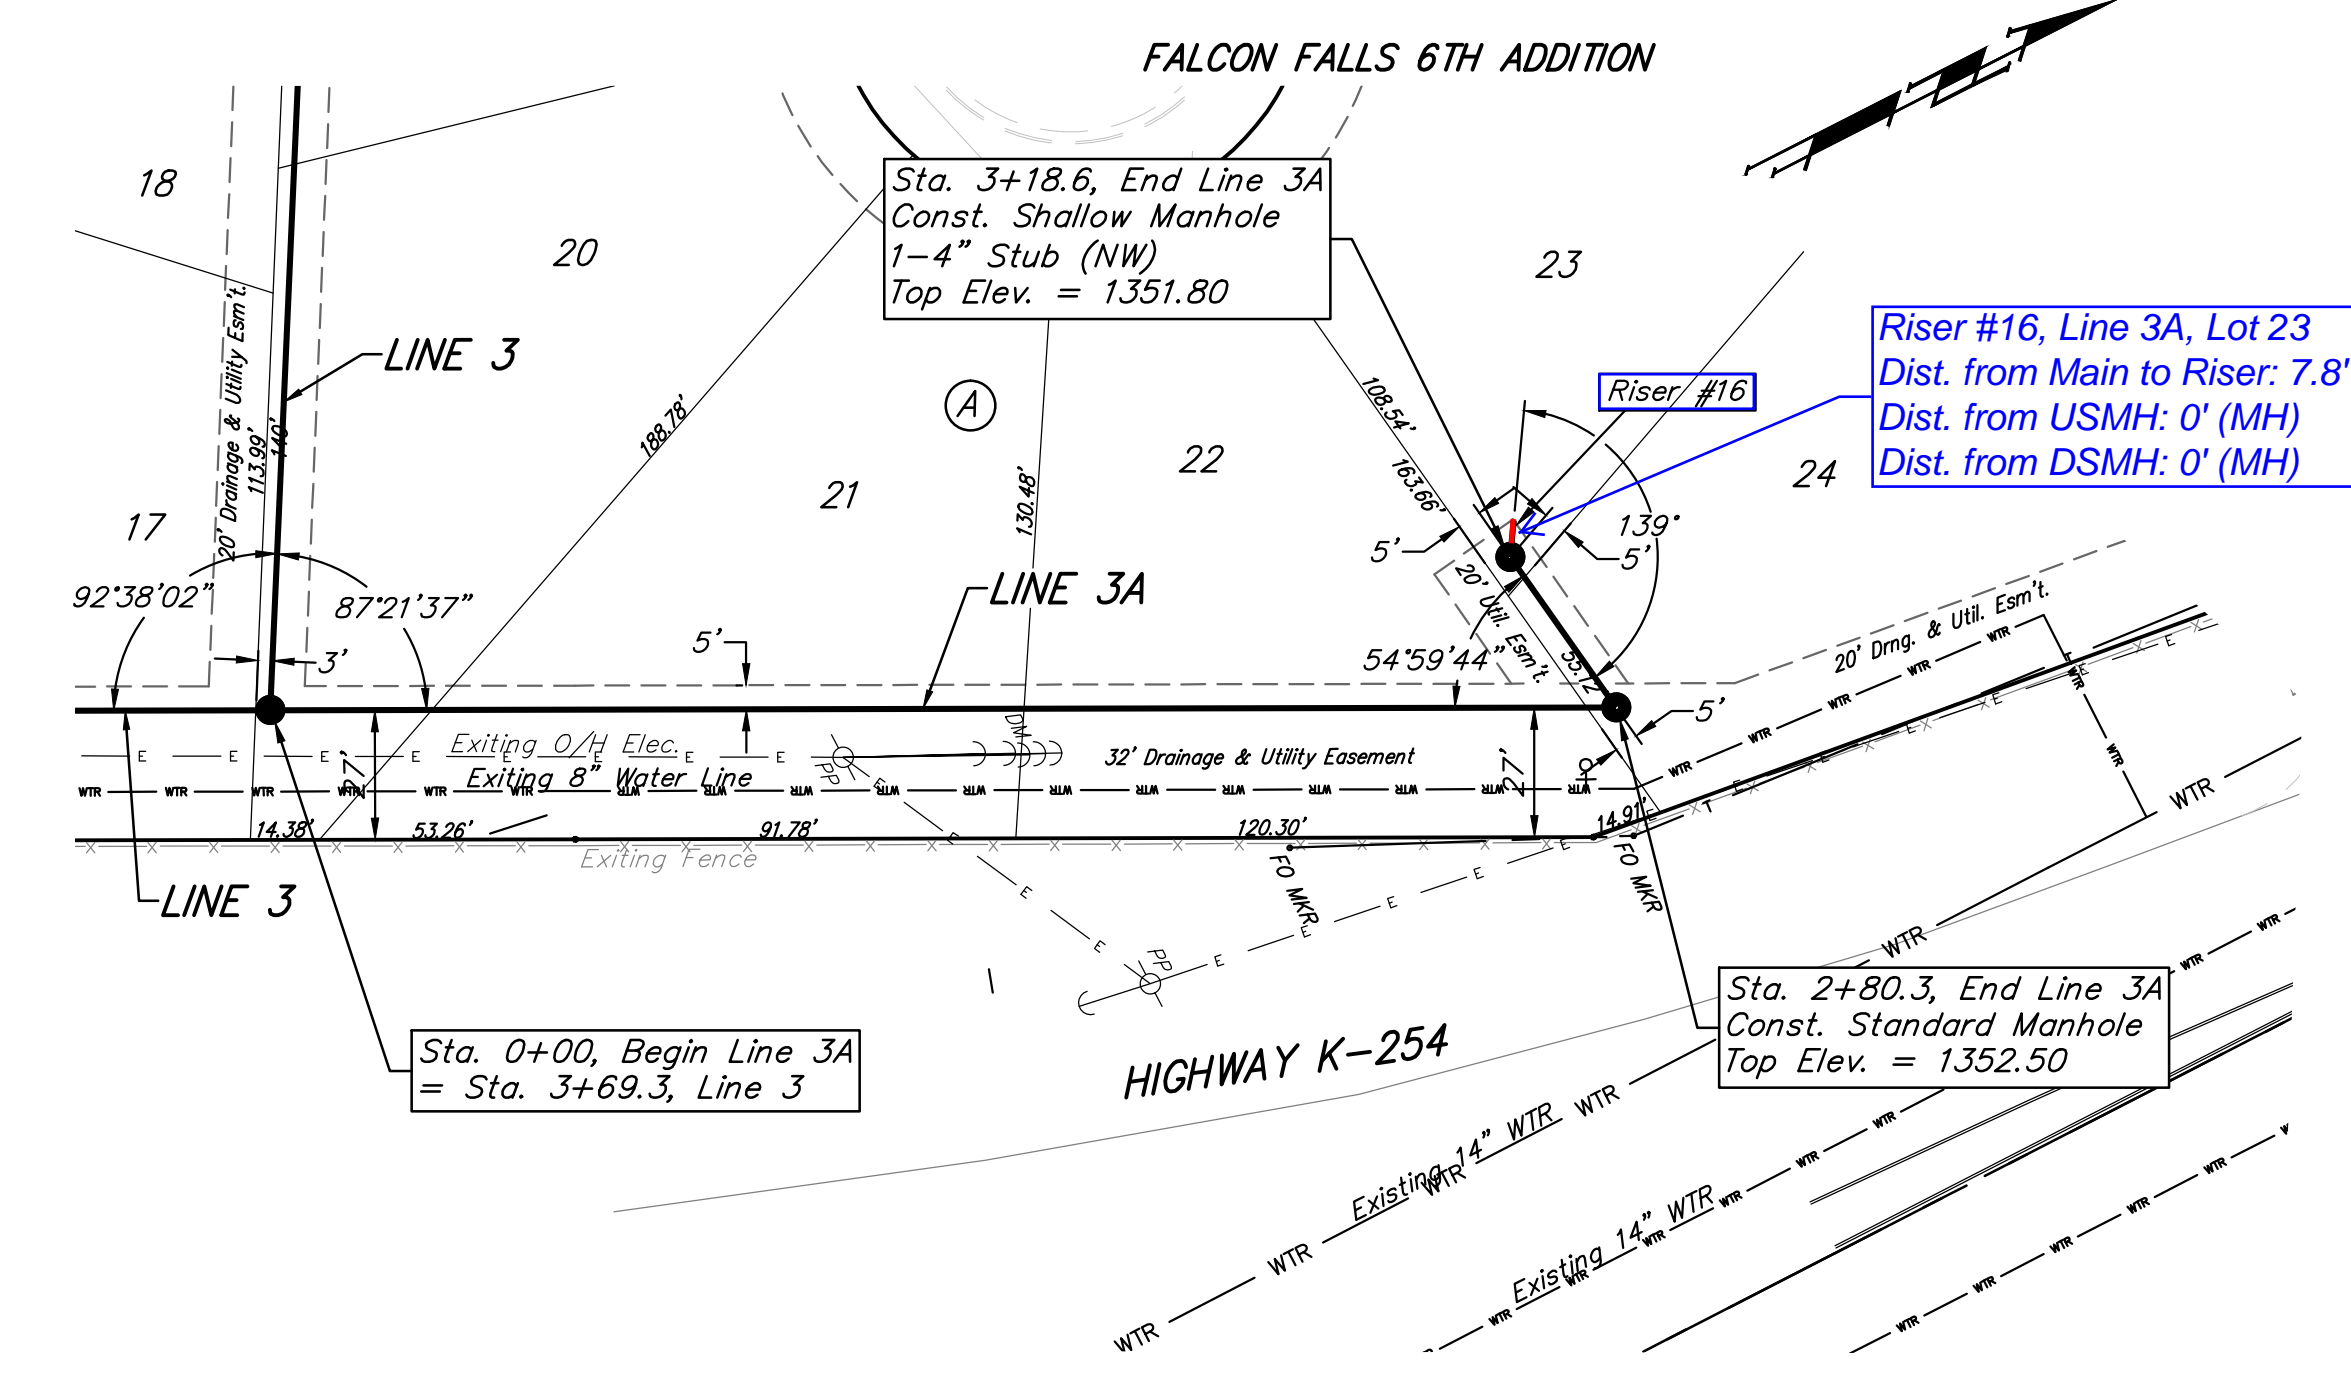 FALCON FALLS 6TH ADDITION
18
20
Sta. 3+18.6, End Line 3A
Const. Shallow Manhole
1-4" Stub (NW)
Top Elev. = 1351.80
23
Riser #16, Line 3A, Lot 23
Dist. from Main to Riser: 7.8'
Dist. from USMH: 0' (MH)
Dist. from DSMH: 0' (MH)
Riser #16
20' Drainage & Utility Esm't.
113.99'
140'
LINE 3
188.78'
A
130.48'
108.54'
163.66'
17
21
22
24
139°
5'
5'
92°38'02"
87°21'37"
LINE 3A
20' Util. Esm't.
55.72
54°59'44"
20' Drng. & Util. Esm't.
5'
3'
5'
Exiting O/H Elec.
Exiting 8" Water Line
27'
PP
DM
32' Drainage & Utility Easement
27'
14.38'
53.26'
91.78'
120.30'
14.91'
Exiting Fence
FO MKR
FO MKR
LINE 3
PP
Sta. 0+00, Begin Line 3A
= Sta. 3+69.3, Line 3
HIGHWAY K-254
Sta. 2+80.3, End Line 3A
Const. Standard Manhole
Top Elev. = 1352.50
WTR
WTR
Existing 14" WTR
WTR
WTR
WTR
WTR
Existing 14" WTR